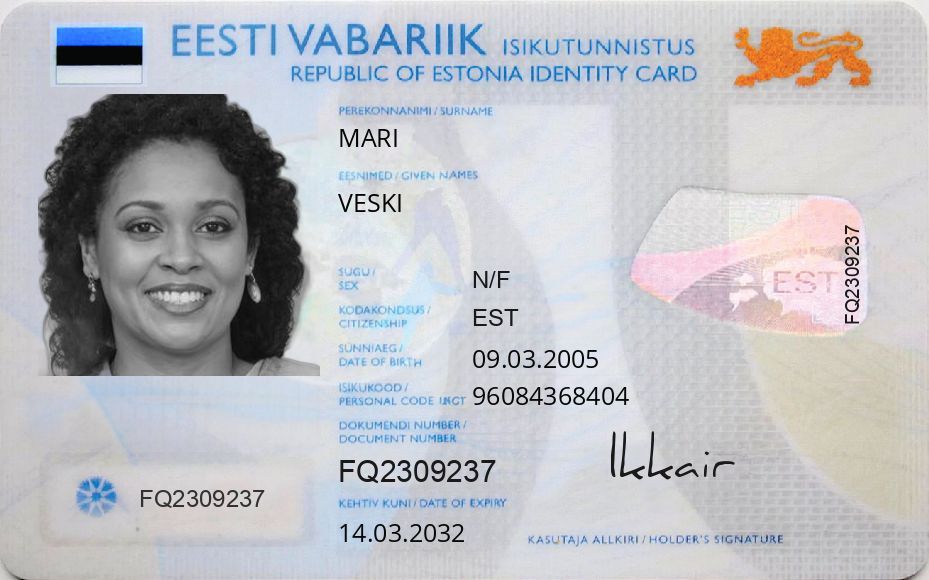 EESTI VABARIIK ISIKUTUNNISTUS
REPUBLIC OF ESTONIA IDENTITY CARD
PEREKONNANIMI / SURNAME
MARI
EESNIMED / GIVEN NAMES
VESKI
SUGU /
SEX
N/F
KODAKONDSUS /
CITIZENSHIP
EST
SÜNNIAEG /
DATE OF BIRTH
09.03.2005
ISIKUKOOD /
PERSONAL CODE
96084368404
DOKUMENDI NUMBER /
DOCUMENT NUMBER
FQ2309237
KEHTIV KUNI / DATE OF EXPIRY
14.03.2032
FQ2309237
EST
FQ2309237
Ikkair
KASUTAJA ALLKIRI / HOLDER'S SIGNATURE